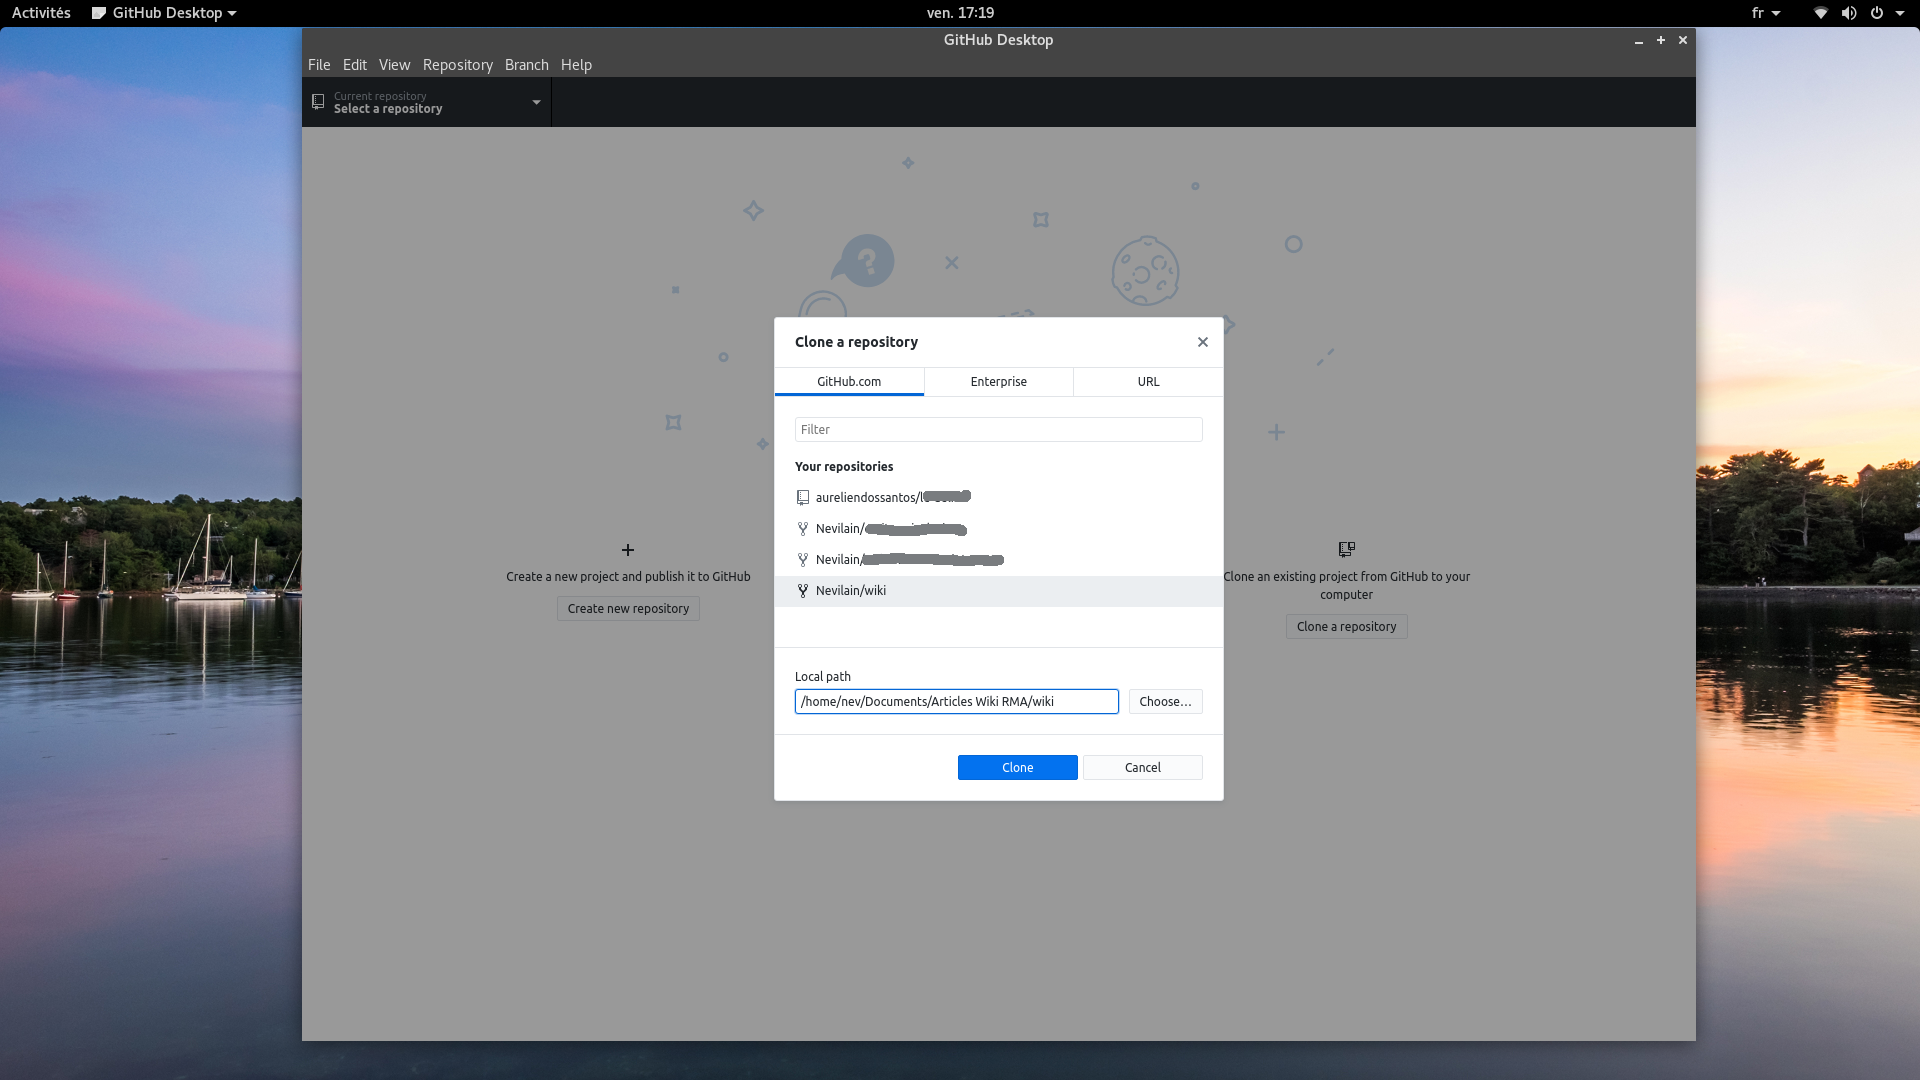 Activités
GitHub Desktop
ven. 17:19
fr
GitHub Desktop
File Edit View Repository Branch Help
Current repository
Select a repository
?
Clone a repository
GitHub.com
Enterprise
URL
Filter
Your repositories
aureliendossantos/
Nevilain/
Nevilain/
Nevilain/wiki
Local path
/home/nev/Documents/Articles Wiki RMA/wiki
Choose...
Clone
Cancel
Create a new project and publish it to GitHub
Create new repository
Clone an existing project from GitHub to your
computer
Clone a repository